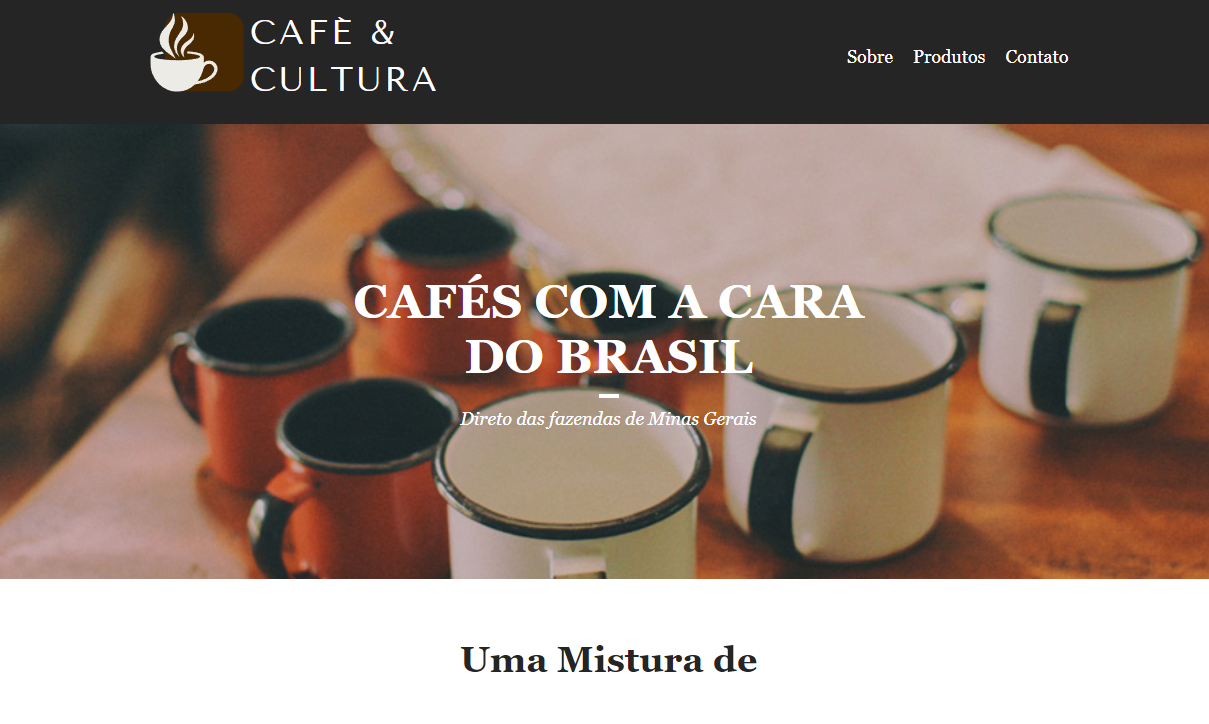 CAFÈ &
CULTURA
Sobre Produtos Contato
CAFÉS COM A CARA
DO BRASIL
Direto das fazendas de Minas Gerais
Uma Mistura de